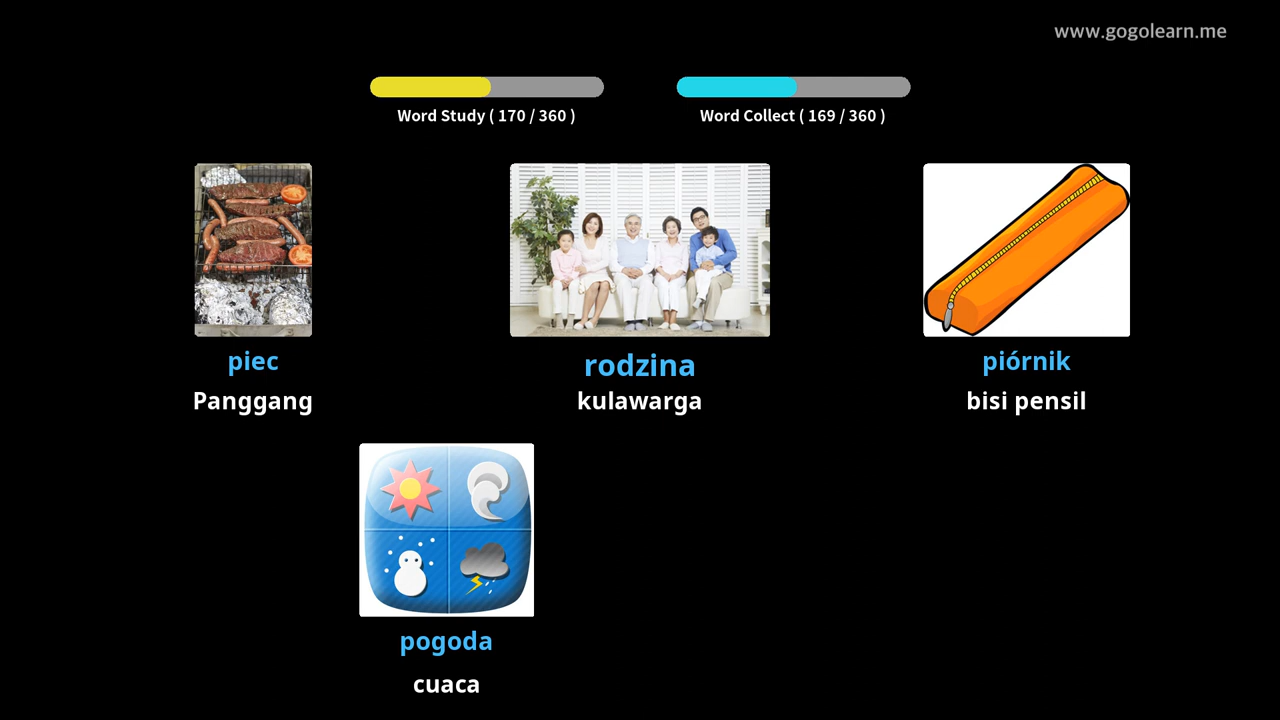 www.gogolearn.me
Word Study ( 170 / 360 )
Word Collect ( 169 / 360 )
piec
Panggang
rodzina
kulawarga
piórnik
bisi pensil
pogoda
cuaca